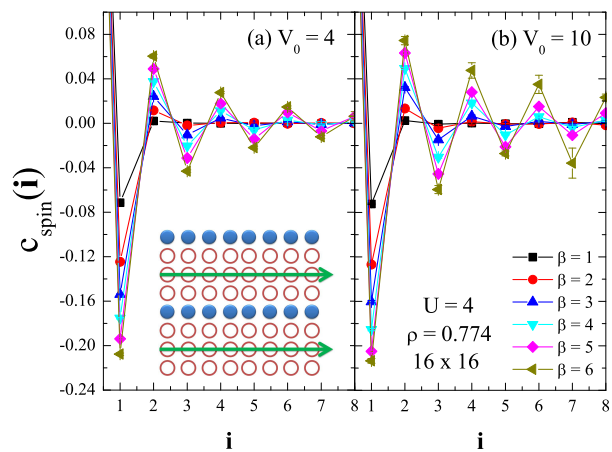 (a) V₀ = 4
(b) V₀ = 10
0.08
0.04
0.00
-0.04
-0.08
-0.12
-0.16
-0.20
-0.24
c_spin(i)
β = 1
β = 2
β = 3
β = 4
β = 5
β = 6
U = 4
ρ = 0.774
16 x 16
1 2 3 4 5 6 7 8 1 2 3 4 5 6 7 8
i i